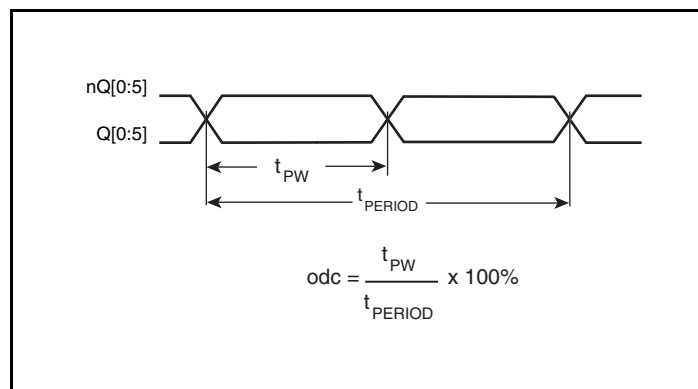 nQ[0:5]
Q[0:5]
tPW
tPERIOD
odc = tPW / tPERIOD x 100%